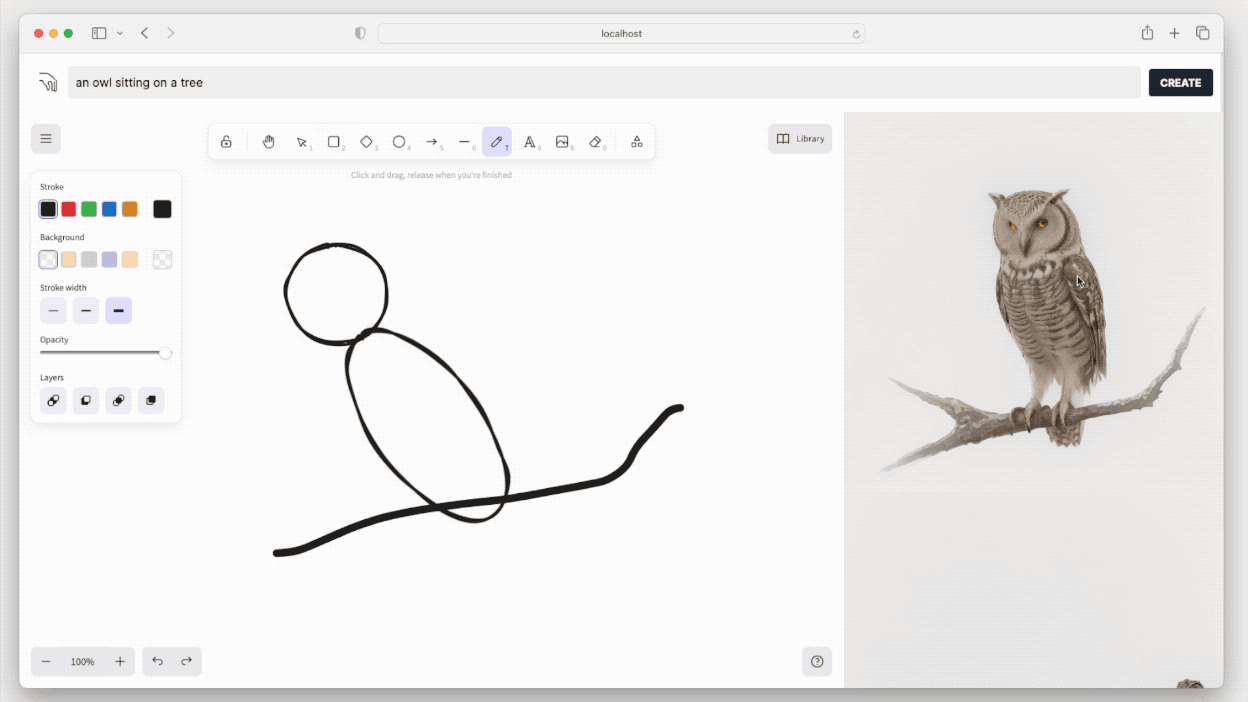 localhost
an owl sitting on a tree
CREATE
1
2
3
4
5
6
7
8
9
0
Library
Click and drag, release when you're finished
Stroke
Background
Stroke width
Opacity
Layers
100%